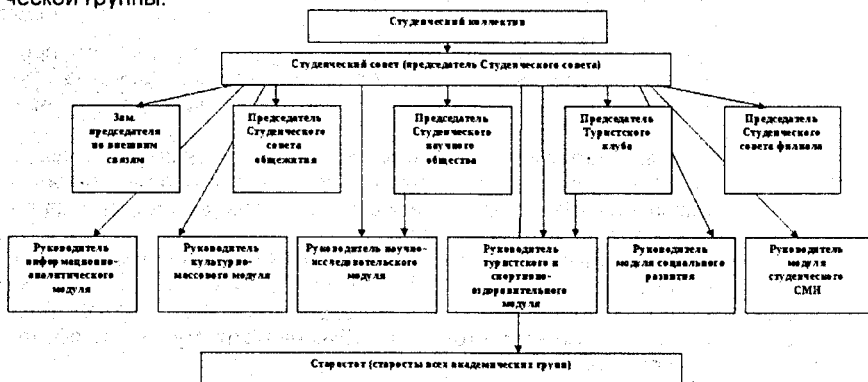 ческой группы.
Студенческий коллектив
Студенческий совет (председатель Студенческого совета)
Зам.
председателя
по внешним
связям
Председатель
Студенческого
совета
общежития
Председатель
Студенческого
научного
общества
Председатель
Туристского
клуба
Председатель
Студенческого
совета филиала
Руководитель
информационно-
аналитического
модуля
Руководитель
культурно-
массового модуля
Руководитель научно-
исследовательского
модуля
Руководитель
туристского и
спортивно-
оздоровительного
модуля
Руководитель
модуля социального
развития
Руководитель
модуля
студенческого
СМИ
Старостат (старосты всех академических групп)